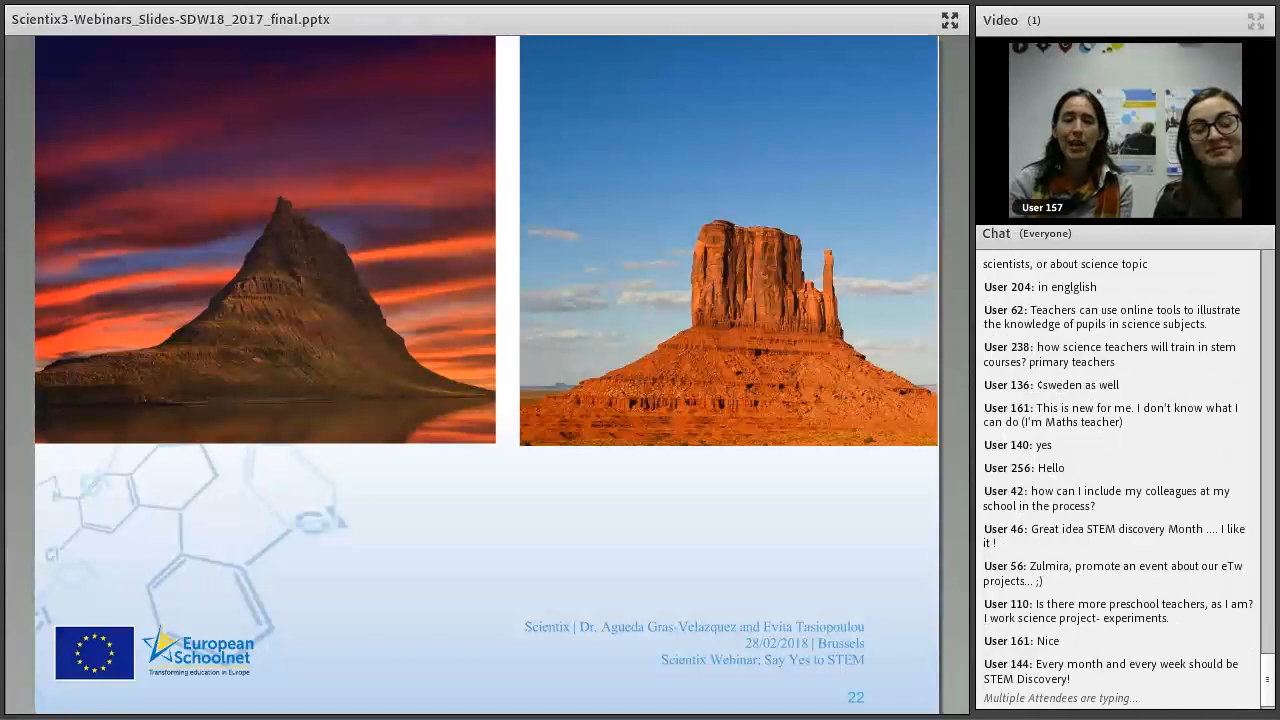 Scientix3-Webinars_Slides-SDW18_2017_final.pptx
Cl
European
Schoolnet
Transforming education in Europe
Scientix | Dr. Agueda Gras-Velazquez and Evita Tasiopoulou
28/02/2018 | Brussels
Scientix Webinar: Say Yes to STEM
22
Video (1)
User 157
Chat (Everyone)
scientists, or about science topic
User 204: in englglish
User 62: Teachers can use online tools to illustrate
the knowledge of pupils in science subjects.
User 238: how science teachers will train in stem
courses? primary teachers
User 136: ¢sweden as well
User 161: This is new for me. I don't know what I
can do (I'm Maths teacher)
User 140: yes
User 256: Hello
User 42: how can I include my colleagues at my
school in the process?
User 46: Great idea STEM discovery Month .... I like
it !
User 56: Zulmira, promote an event about our eTw
projects... ;)
User 110: Is there more preschool teachers, as I am?
I work science project- experiments.
User 161: Nice
User 144: Every month and every week should be
STEM Discovery!
Multiple Attendees are typing...